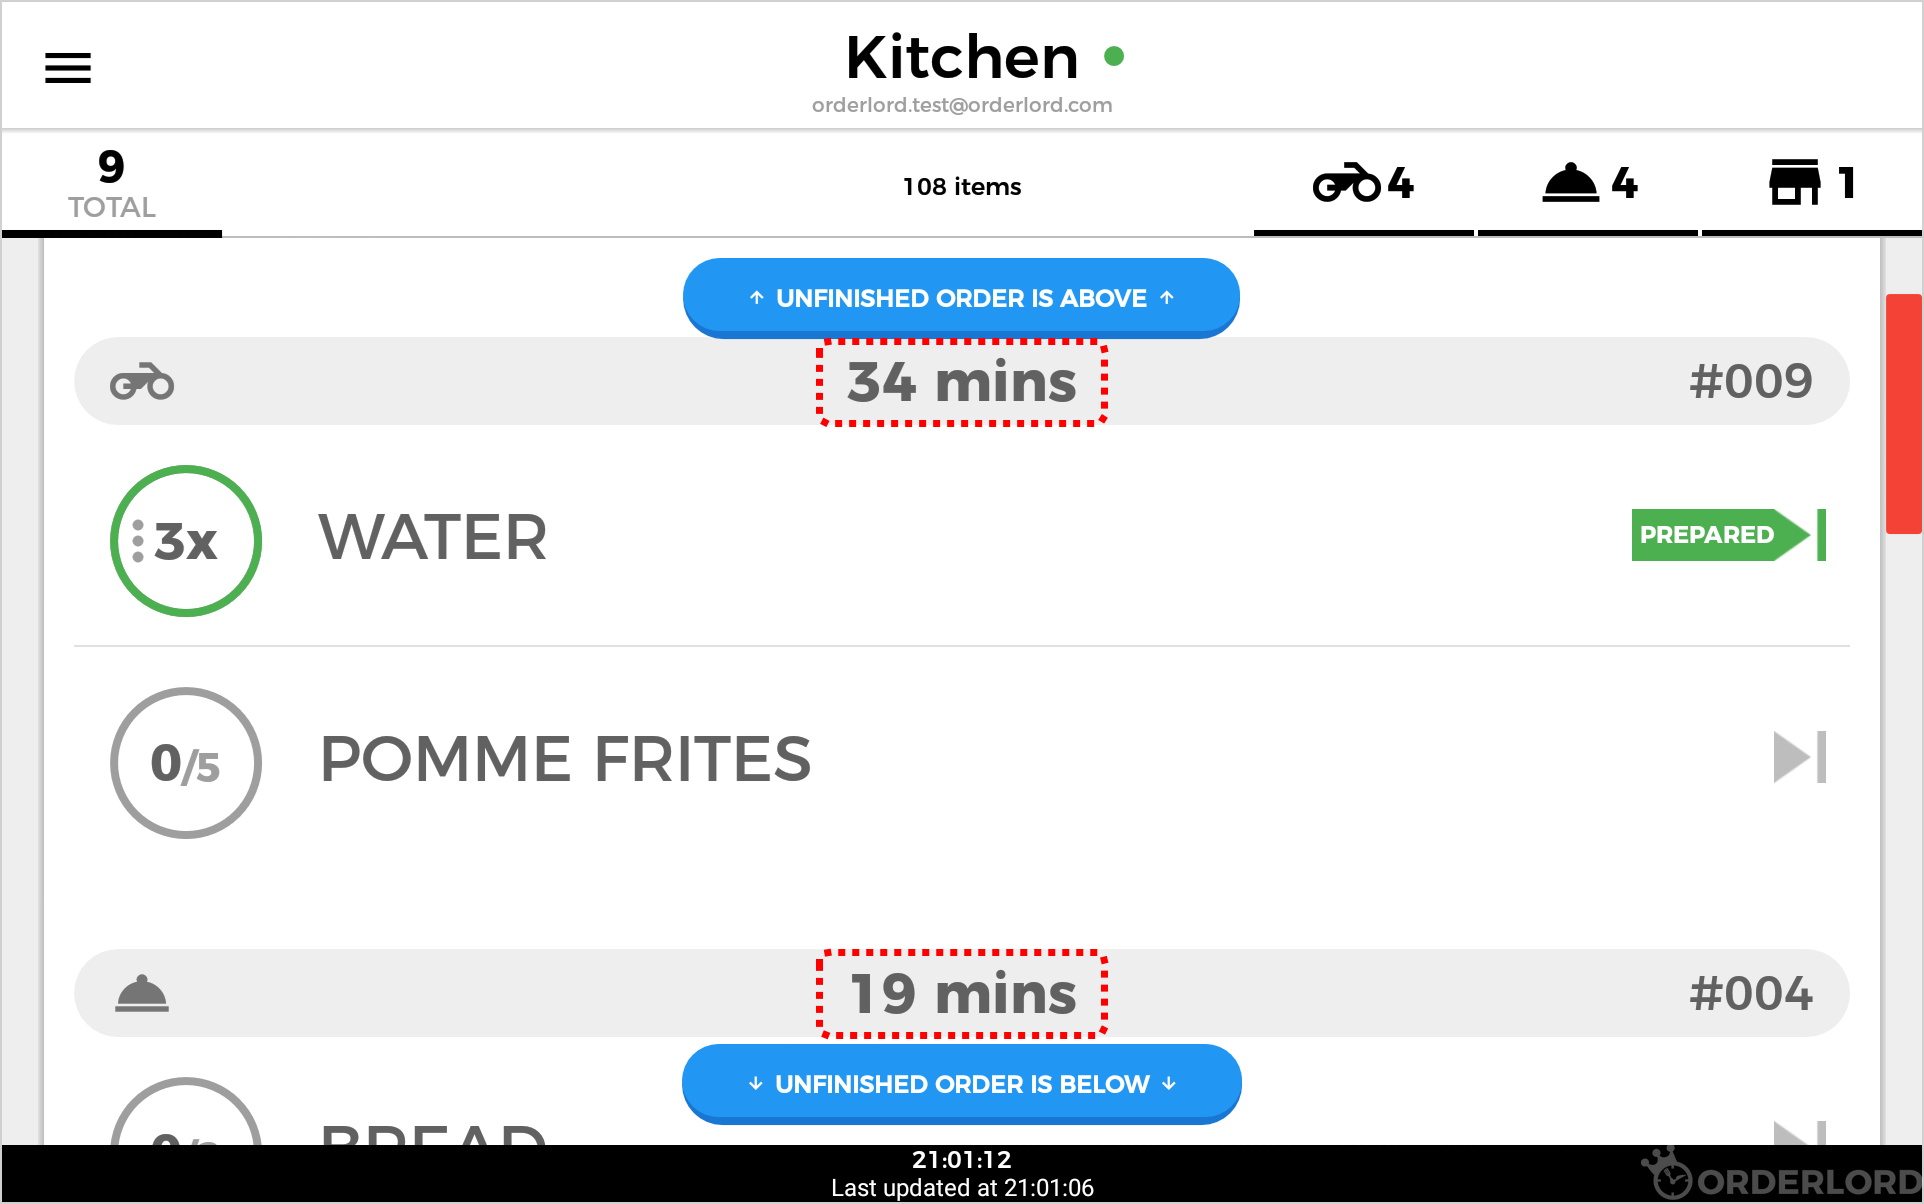 Kitchen
orderlord.test@orderlord.com
9
TOTAL
108 items
4
4
1
↑ UNFINISHED ORDER IS ABOVE ↑
34 mins
#009
3x
WATER
PREPARED
0/5
POMME FRITES
19 mins
#004
↓ UNFINISHED ORDER IS BELOW ↓
BREAD
21:01:12
Last updated at 21:01:06
ORDERLORD